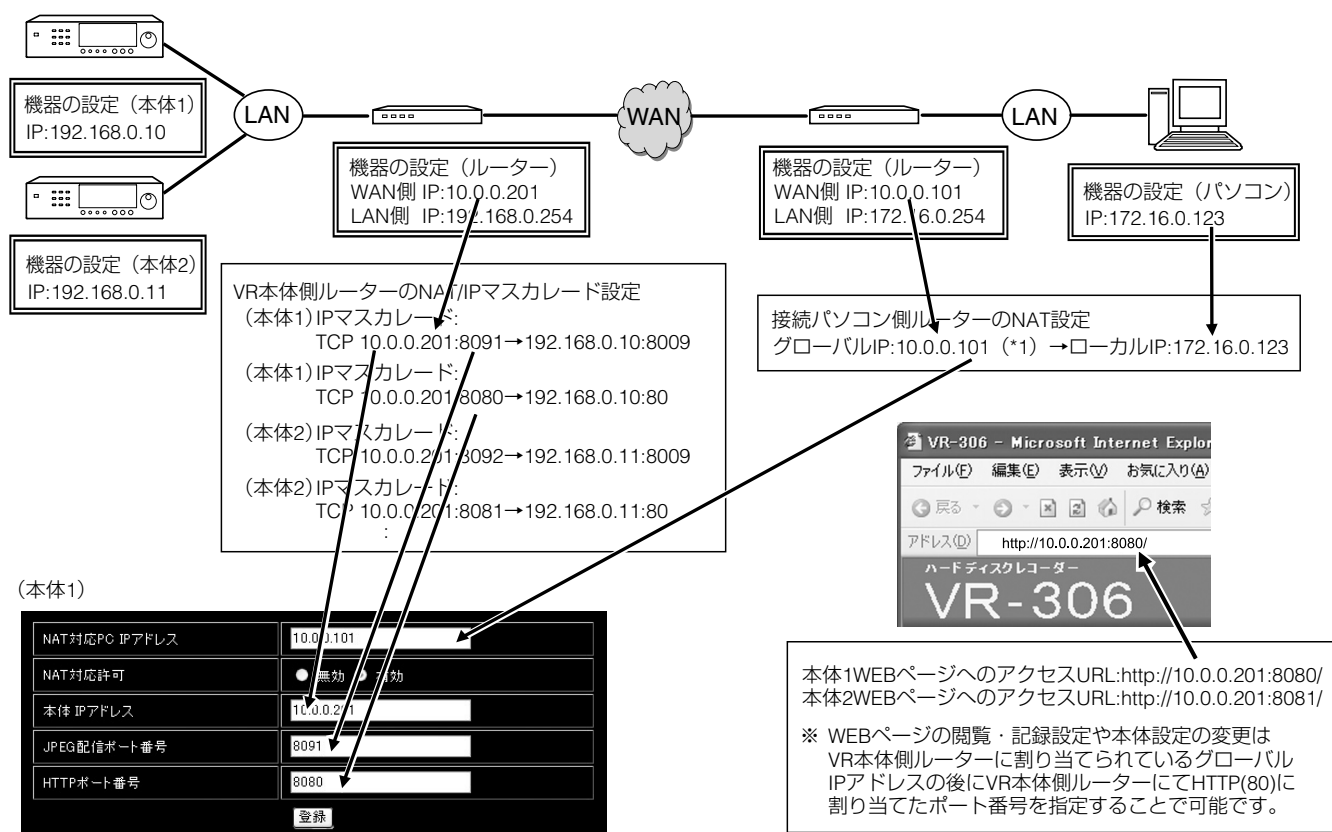 機器の設定（本体1）
IP:192.168.0.10
LAN
WAN
LAN
機器の設定（本体2）
IP:192.168.0.11
機器の設定（ルーター）
WAN側 IP:10.0.0.201
LAN側 IP:192.168.0.254
機器の設定（ルーター）
WAN側 IP:10.0.0.101
LAN側 IP:172.16.0.254
機器の設定（パソコン）
IP:172.16.0.123
VR本体側ルーターのNAT/IPマスカレード設定
（本体1）IPマスカレード:
TCP 10.0.0.201:8091→192.168.0.10:8009
（本体1）IPマスカレード:
TCP 10.0.0.201:8080→192.168.0.10:80
（本体2）IPマスカレード:
TCP 10.0.0.201:8092→192.168.0.11:8009
（本体2）IPマスカレード:
TCP 10.0.0.201:8081→192.168.0.11:80
:
接続パソコン側ルーターのNAT設定
グローバルIP:10.0.0.101（*1）→ローカルIP:172.16.0.123
VR-306 - Microsoft Internet Explor
ファイル(F) 編集(E) 表示(V) お気に入り(A)
戻る 検索
アドレス(D) http://10.0.0.201:8080/
ハードディスクレコーダー
VR-306
（本体1）
NAT対応PC IPアドレス 10.0.0.101
NAT対応許可 無効 有効
本体 IPアドレス 10.0.0.201
JPEG配信ポート番号 8091
HTTPポート番号 8080
登録
本体1WEBページへのアクセスURL:http://10.0.0.201:8080/
本体2WEBページへのアクセスURL:http://10.0.0.201:8081/
※ WEBページの閲覧・記録設定や本体設定の変更は
VR本体側ルーターに割り当てられているグローバル
IPアドレスの後にVR本体側ルーターにてHTTP(80)に
割り当てたポート番号を指定することで可能です。